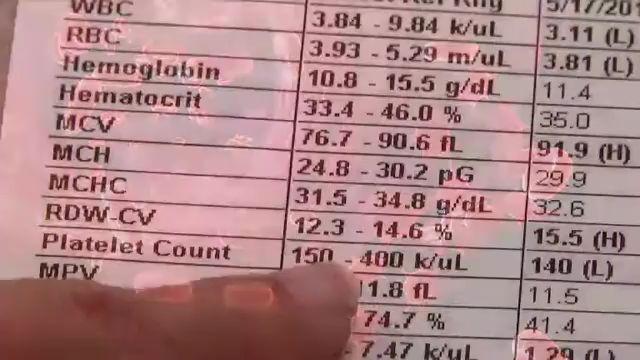 WBC 3.84 - 9.84 k/uL 3.11 (L)
RBC 3.93 - 5.29 m/uL 3.81 (L)
Hemoglobin 10.8 - 15.5 g/dL 11.4
Hematocrit 33.4 - 46.0 % 35.0
MCV 76.7 - 90.6 fL 91.9 (H)
MCH 24.8 - 30.2 pG 29.9
MCHC 31.5 - 34.8 g/dL 32.6
RDW-CV 12.3 - 14.6 % 15.5 (H)
Platelet Count 150 - 400 k/uL 140 (L)
MPV 11.8 fL 11.5
74.7 % 41.4
- 7.47 k/uL 1.29 (L)